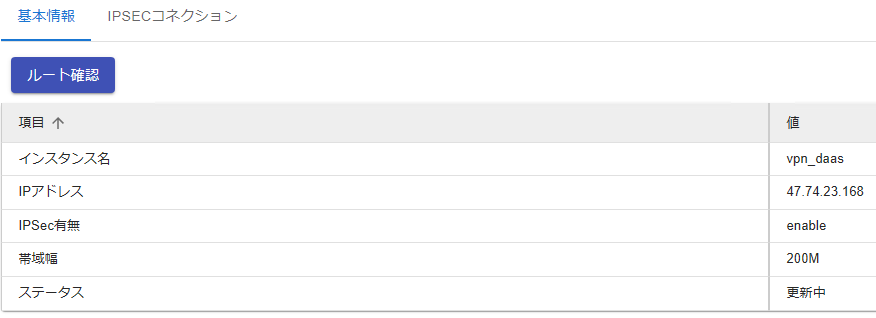 基本情報 IPSECコネクション
ルート確認
項目 ↑ 値
インスタンス名 vpn_daas
IPアドレス 47.74.23.168
IPSec有無 enable
帯域幅 200M
ステータス 更新中